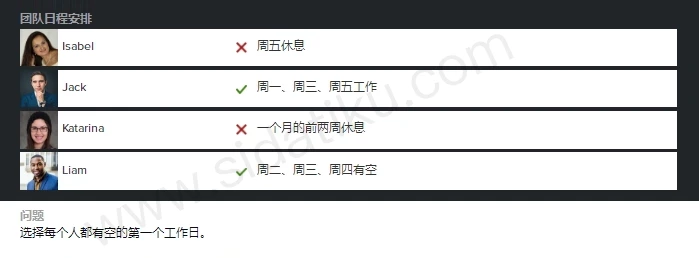 团队日程安排
Isabel 周五休息
Jack 周一、周三、周五工作
Katarina 一个月的前两周休息
Liam 周二、周三、周四有空
问题
选择每个人都有空的第一个工作日。
www.sidatiku.com